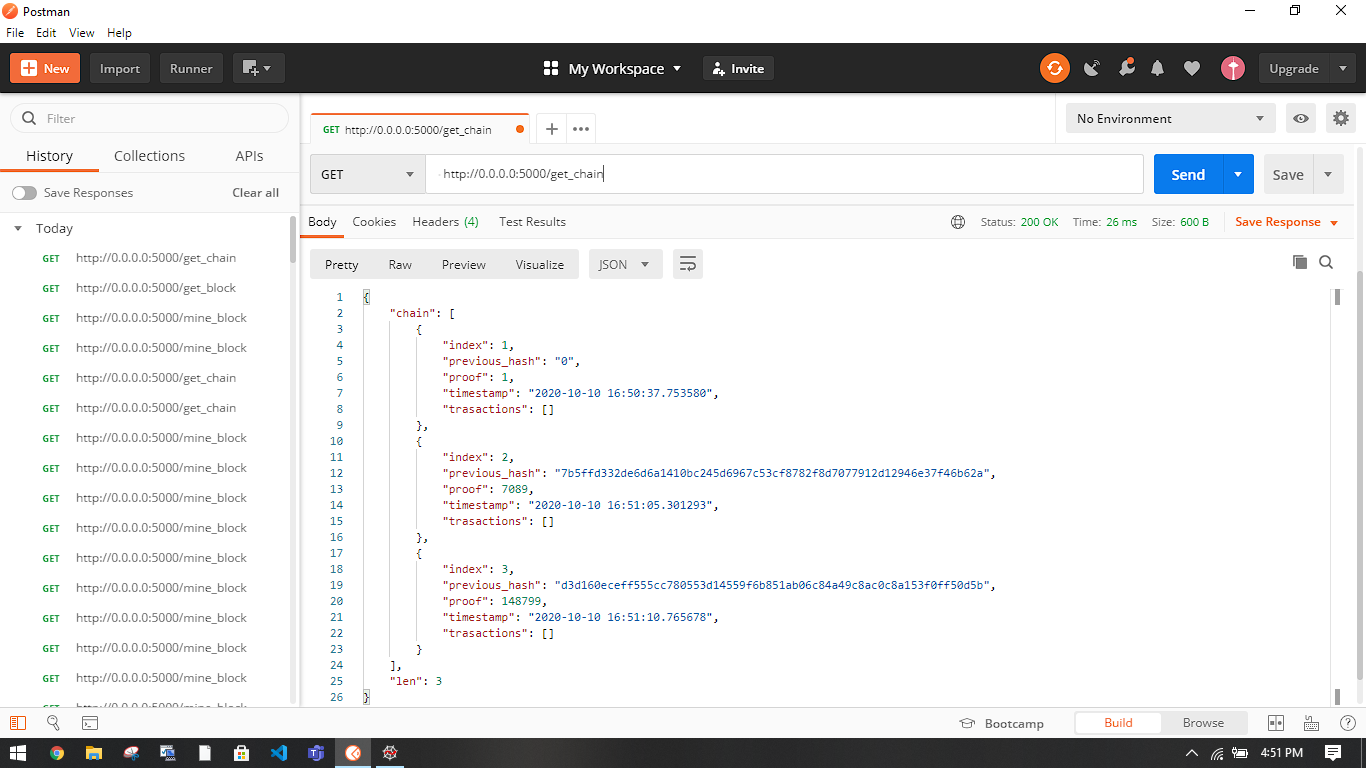 Postman
File Edit View Help
New Import Runner My Workspace Invite Upgrade
Filter
History Collections APIs
Save Responses Clear all
Today
GET http://0.0.0.0:5000/get_chain
GET http://0.0.0.0:5000/get_block
GET http://0.0.0.0:5000/mine_block
GET http://0.0.0.0:5000/mine_block
GET http://0.0.0.0:5000/get_chain
GET http://0.0.0.0:5000/get_chain
GET http://0.0.0.0:5000/mine_block
GET http://0.0.0.0:5000/mine_block
GET http://0.0.0.0:5000/mine_block
GET http://0.0.0.0:5000/mine_block
GET http://0.0.0.0:5000/mine_block
GET http://0.0.0.0:5000/mine_block
GET http://0.0.0.0:5000/mine_block
GET http://0.0.0.0:5000/mine_block
GET http://0.0.0.0:5000/mine_block
GET http://0.0.0.0:5000/mine_block
GET http://0.0.0.0:5000/get_chain
No Environment
GET http://0.0.0.0:5000/get_chain Send Save
Body Cookies Headers (4) Test Results Status: 200 OK Time: 26 ms Size: 600 B Save Response
Pretty Raw Preview Visualize JSON
1 {
2 "chain": [
3 {
4 "index": 1,
5 "previous_hash": "0",
6 "proof": 1,
7 "timestamp": "2020-10-10 16:50:37.753580",
8 "trasactions": []
9 },
10 {
11 "index": 2,
12 "previous_hash": "7b5ffd332de6d6a1410bc245d6967c53cf8782f8d7077912d12946e37f46b62a",
13 "proof": 7089,
14 "timestamp": "2020-10-10 16:51:05.301293",
15 "trasactions": []
16 },
17 {
18 "index": 3,
19 "previous_hash": "d3d160eceff555cc780553d14559f6b851ab06c84a49c8ac0c8a153f0ff50d5b",
20 "proof": 148799,
21 "timestamp": "2020-10-10 16:51:10.765678",
22 "trasactions": []
23 }
24 ],
25 "len": 3
26 }
Bootcamp Build Browse
4:51 PM